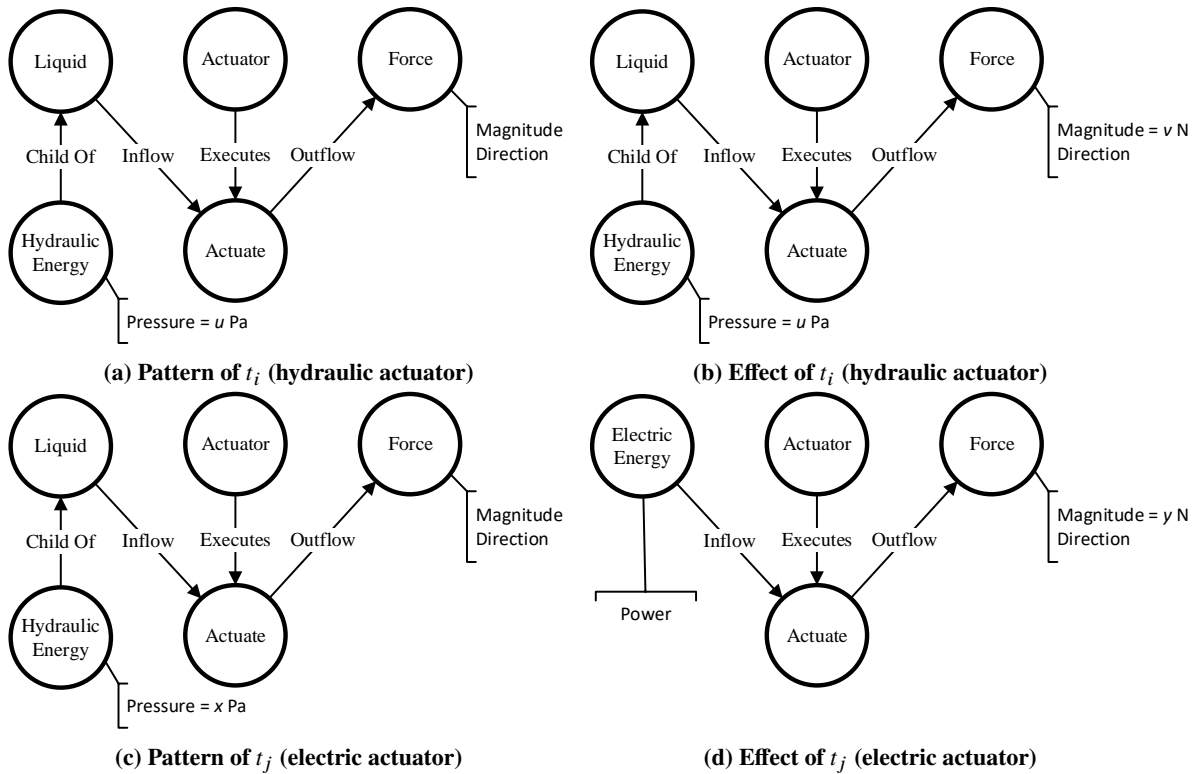 Liquid
Actuator
Force
Magnitude
Direction
Child Of
Inflow
Executes
Outflow
Hydraulic
Energy
Actuate
Pressure = u Pa
(a) Pattern of t_i (hydraulic actuator)
Liquid
Actuator
Force
Magnitude = v N
Direction
Child Of
Inflow
Executes
Outflow
Hydraulic
Energy
Actuate
Pressure = u Pa
(b) Effect of t_i (hydraulic actuator)
Liquid
Actuator
Force
Magnitude
Direction
Child Of
Inflow
Executes
Outflow
Hydraulic
Energy
Actuate
Pressure = x Pa
(c) Pattern of t_j (electric actuator)
Electric
Energy
Actuator
Force
Magnitude = y N
Direction
Inflow
Executes
Outflow
Power
Actuate
(d) Effect of t_j (electric actuator)